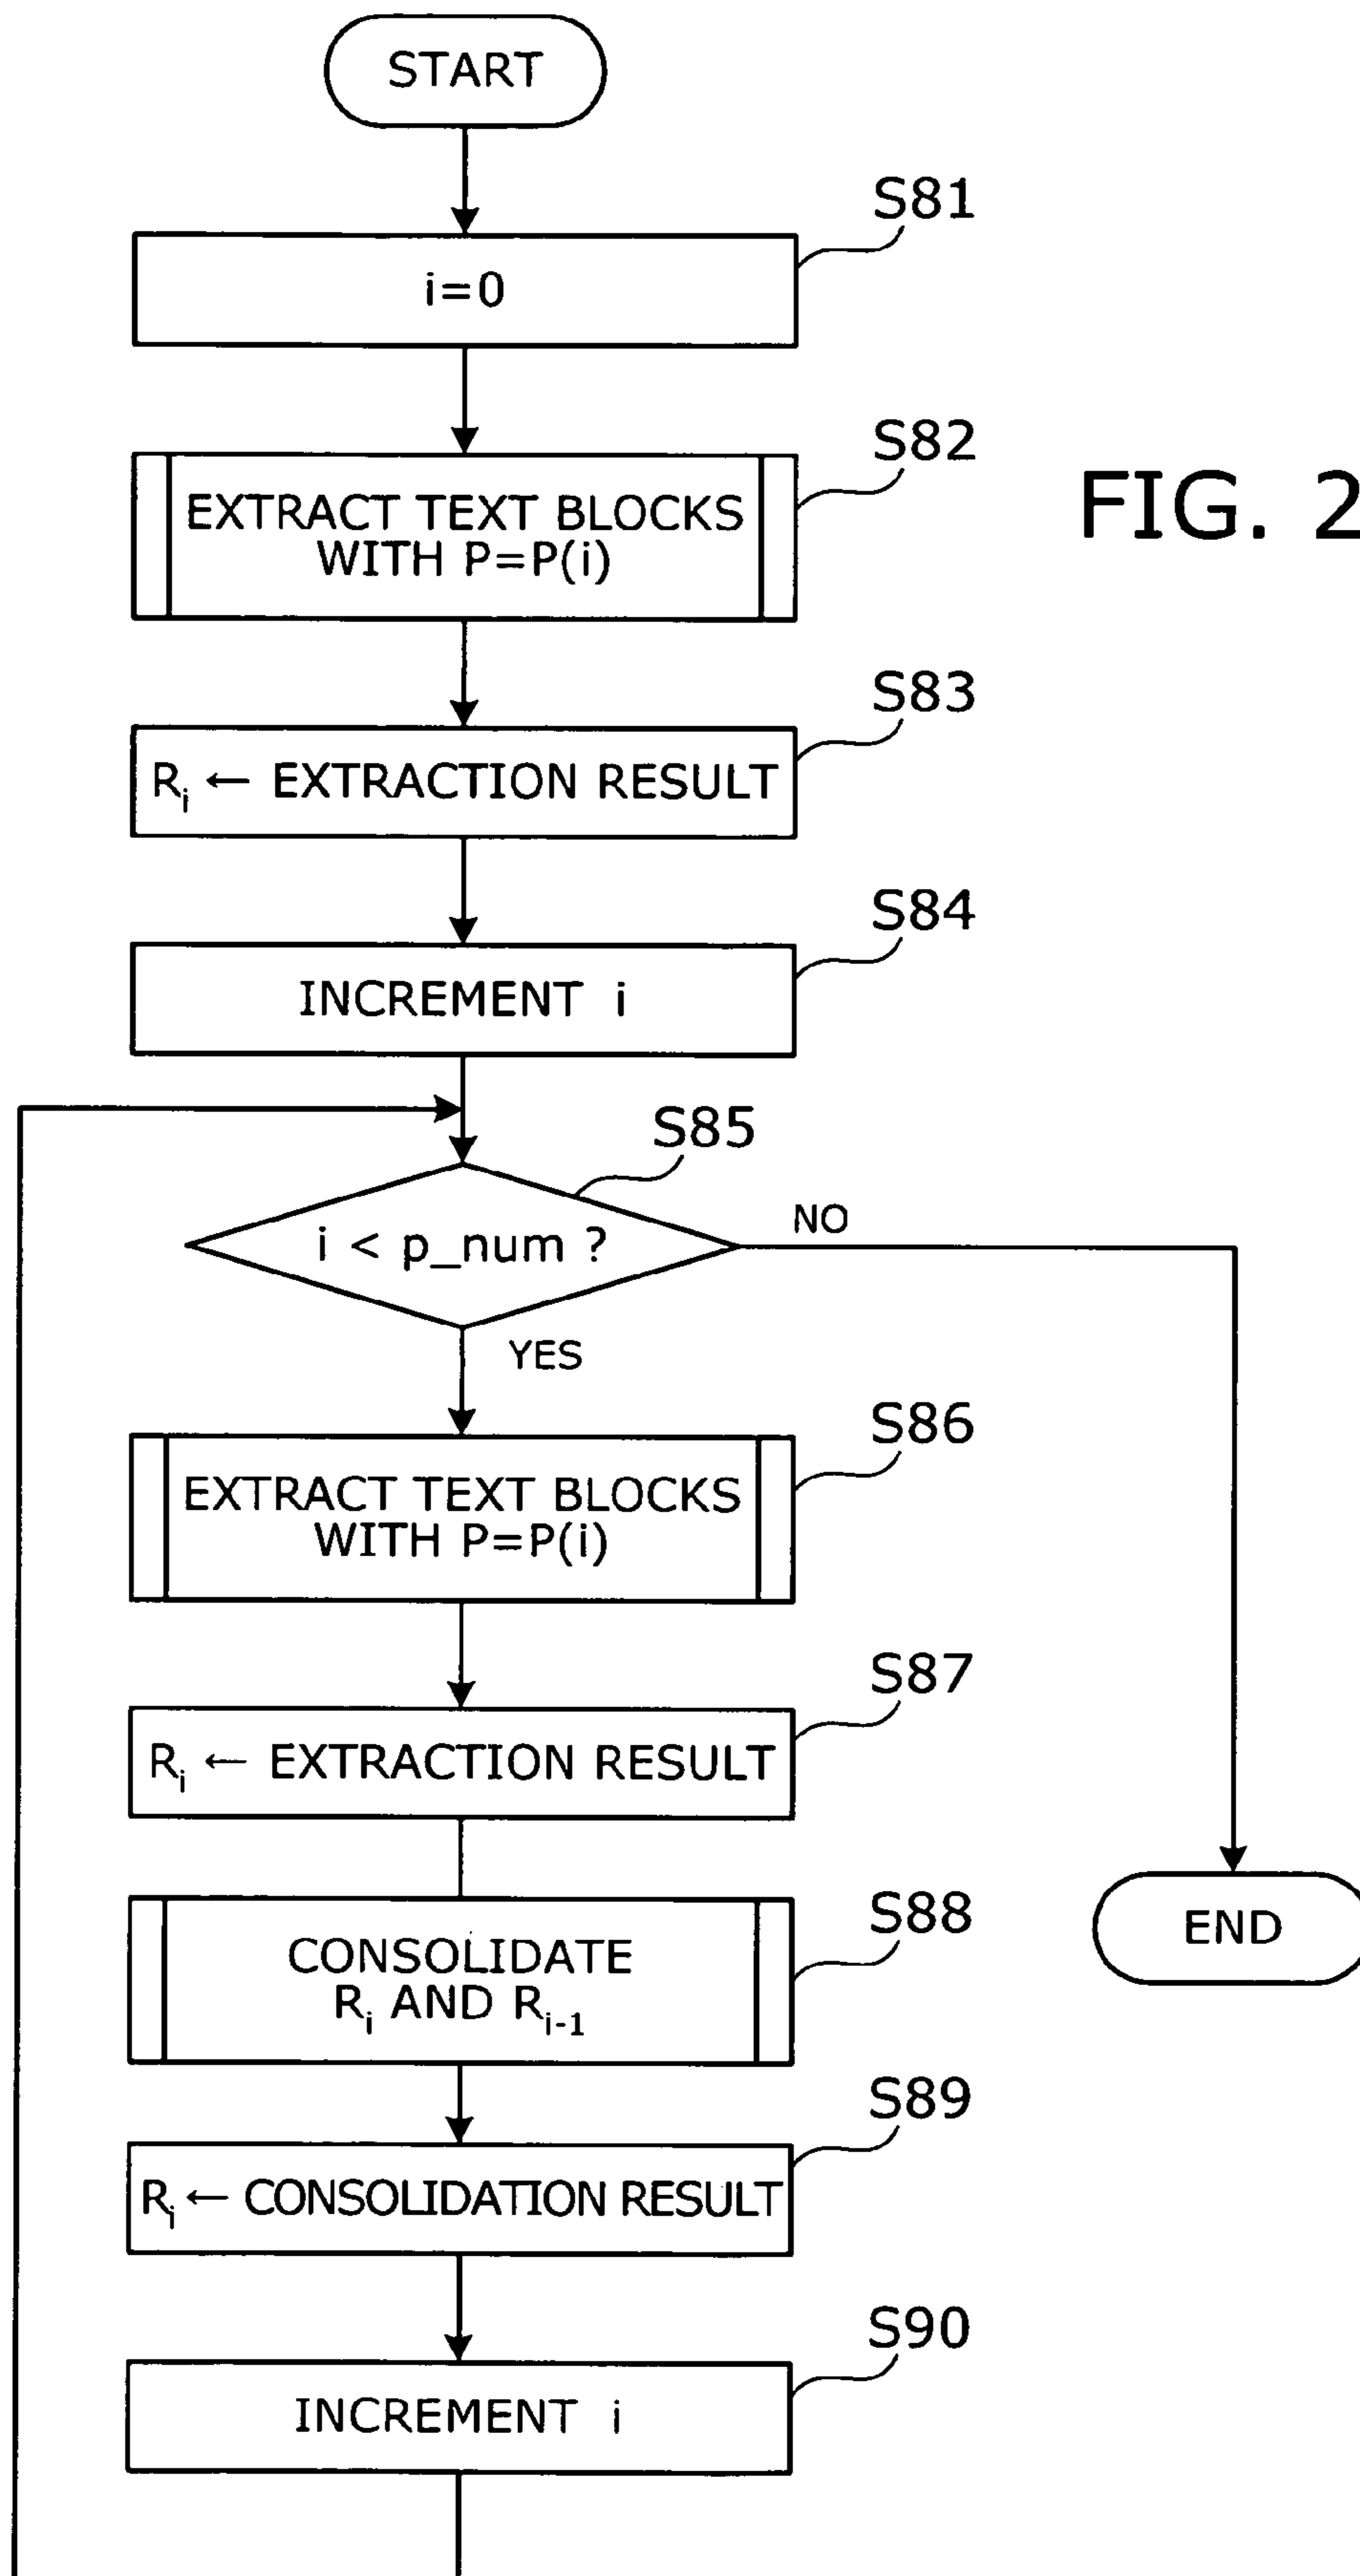 START
S81
i=0
S82
EXTRACT TEXT BLOCKS
WITH P=P(i)
FIG. 2
S83
Rᵢ ← EXTRACTION RESULT
S84
INCREMENT i
S85
i < p_num ?
NO
YES
S86
EXTRACT TEXT BLOCKS
WITH P=P(i)
S87
Rᵢ ← EXTRACTION RESULT
S88
CONSOLIDATE
Rᵢ AND Rᵢ₋₁
END
S89
Rᵢ ← CONSOLIDATION RESULT
S90
INCREMENT i